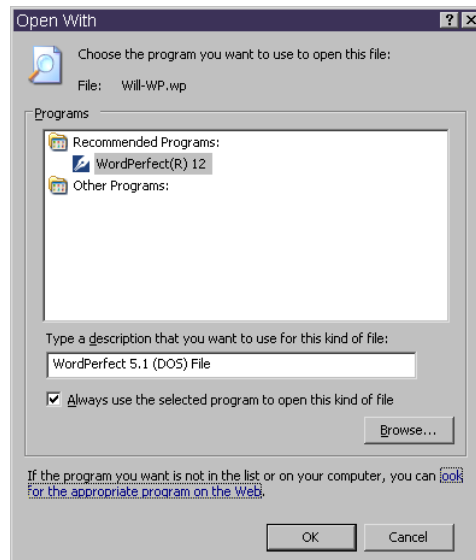 Open With
Choose the program you want to use to open this file:
File: Will-WP.wp
Programs
Recommended Programs:
WordPerfect(R) 12
Other Programs:
Type a description that you want to use for this kind of file:
WordPerfect 5.1 (DOS) File
Always use the selected program to open this kind of file
Browse...
If the program you want is not in the list or on your computer, you can look
for the appropriate program on the Web.
OK Cancel